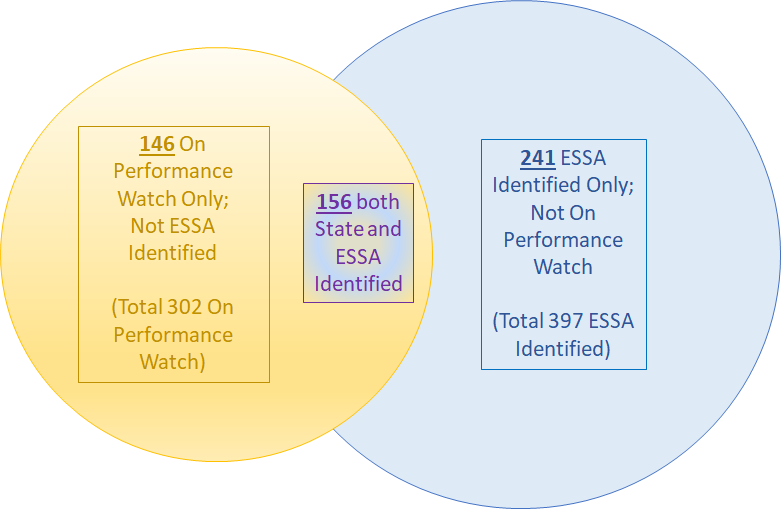 146 On
Performance
Watch Only;
Not ESSA
Identified
(Total 302 On
Performance
Watch)
156 both
State and
ESSA
Identified
241 ESSA
Identified Only;
Not On
Performance
Watch
(Total 397 ESSA
Identified)